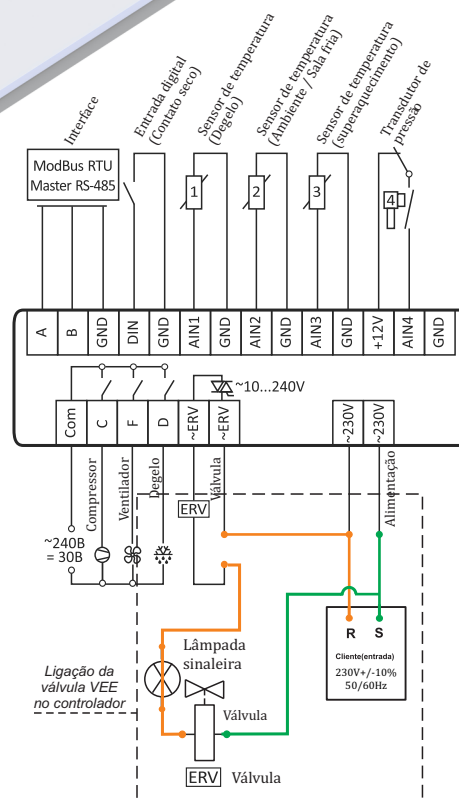 Interface
Entrada digital
(Contato seco)
Sensor de temperatura
(Degelo)
Sensor de temperatura
(Ambiente / Sala fria)
Sensor de temperatura
(superaquecimento)
Transdutor de
pressão
ModBus RTU
Master RS-485
1
2
3
4
A
B
GND
DIN
GND
AIN1
GND
AIN2
GND
AIN3
GND
+12V
AIN4
GND
~10...240V
Com
C
F
D
~ERV
~ERV
~230V
~230V
Compressor
Ventilador
Degelo
Válvula
Alimentação
ERV
~240В
= 30В
R S
Cliente(entrada)
230V+/-10%
50/60Hz
Lâmpada
sinaleira
Ligação da
válvula VEE
no controlador
Válvula
ERV Válvula